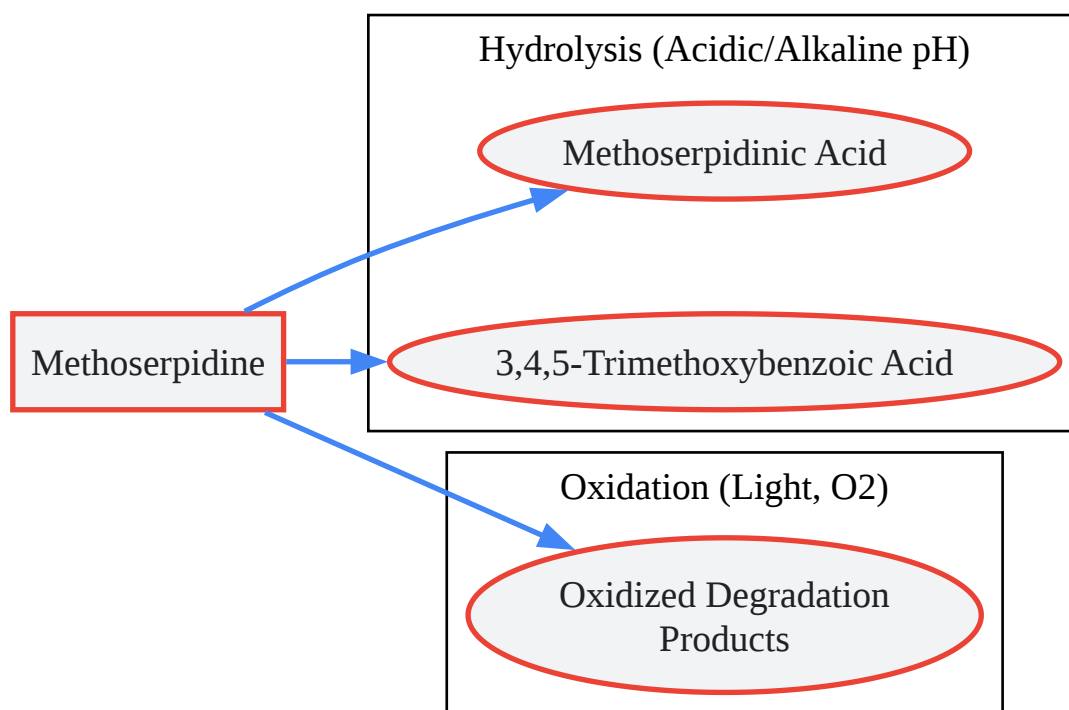 Hydrolysis (Acidic/Alkaline pH)
Methoserpidinic Acid
Methoserpidine
3,4,5-Trimethoxybenzoic Acid
Oxidation (Light, O2)
Oxidized Degradation
Products